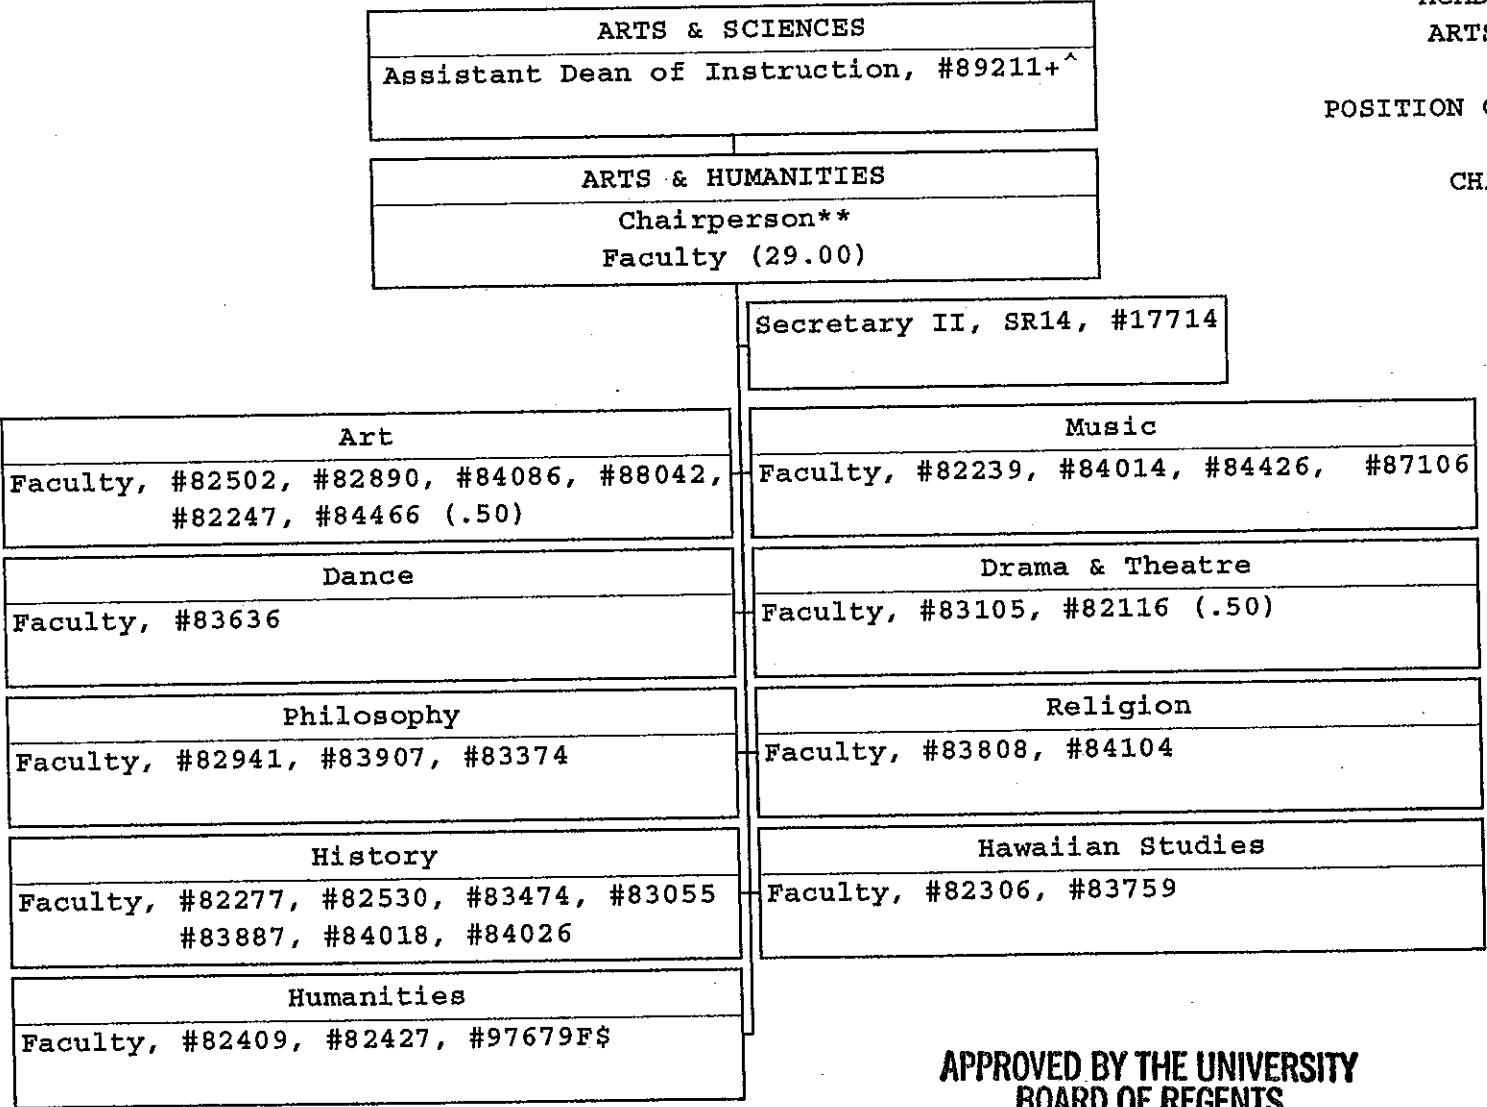 ARTS & SCIENCES
Assistant Dean of Instruction, #89211+^
ARTS
POSITION
ARTS & HUMANITIES
Chairperson**
Faculty (29.00)
Secretary II, SR14, #17714
Art
Faculty, #82502, #82890, #84086, #88042,
#82247, #84466 (.50)
Music
Faculty, #82239, #84014, #84426, #87106
Dance
Faculty, #83636
Drama & Theatre
Faculty, #83105, #82116 (.50)
Philosophy
Faculty, #82941, #83907, #83374
Religion
Faculty, #83808, #84104
History
Faculty, #82277, #82530, #83474, #83055
#83887, #84018, #84026
Hawaiian Studies
Faculty, #82306, #83759
Humanities
Faculty, #82409, #82427, #97679F$
APPROVED BY THE UNIVERSITY
BOARD OF REGENTS